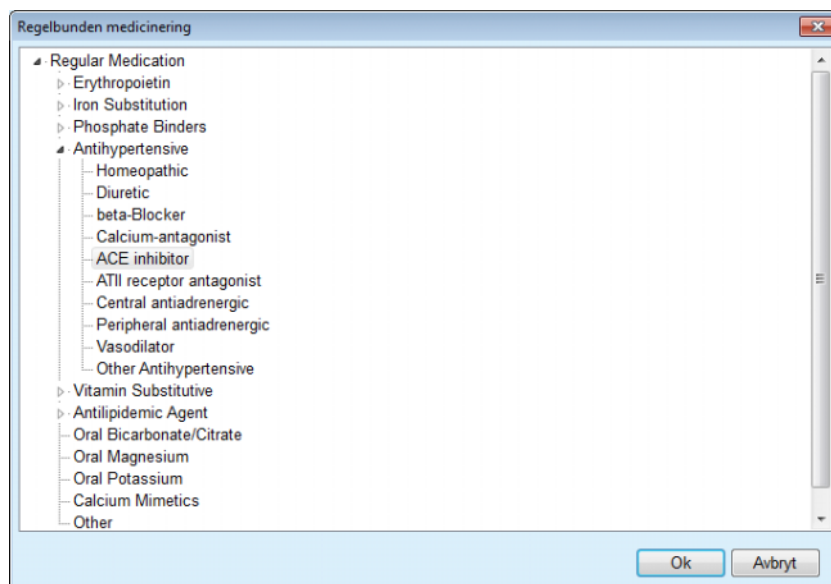 Regelbunden medicinering
Regular Medication
Erythropoietin
Iron Substitution
Phosphate Binders
Antihypertensive
Homeopathic
Diuretic
beta-Blocker
Calcium-antagonist
ACE inhibitor
ATII receptor antagonist
Central antiadrenergic
Peripheral antiadrenergic
Vasodilator
Other Antihypertensive
Vitamin Substitutive
Antilipidemic Agent
Oral Bicarbonate/Citrate
Oral Magnesium
Oral Potassium
Calcium Mimetics
Other
Ok Avbryt